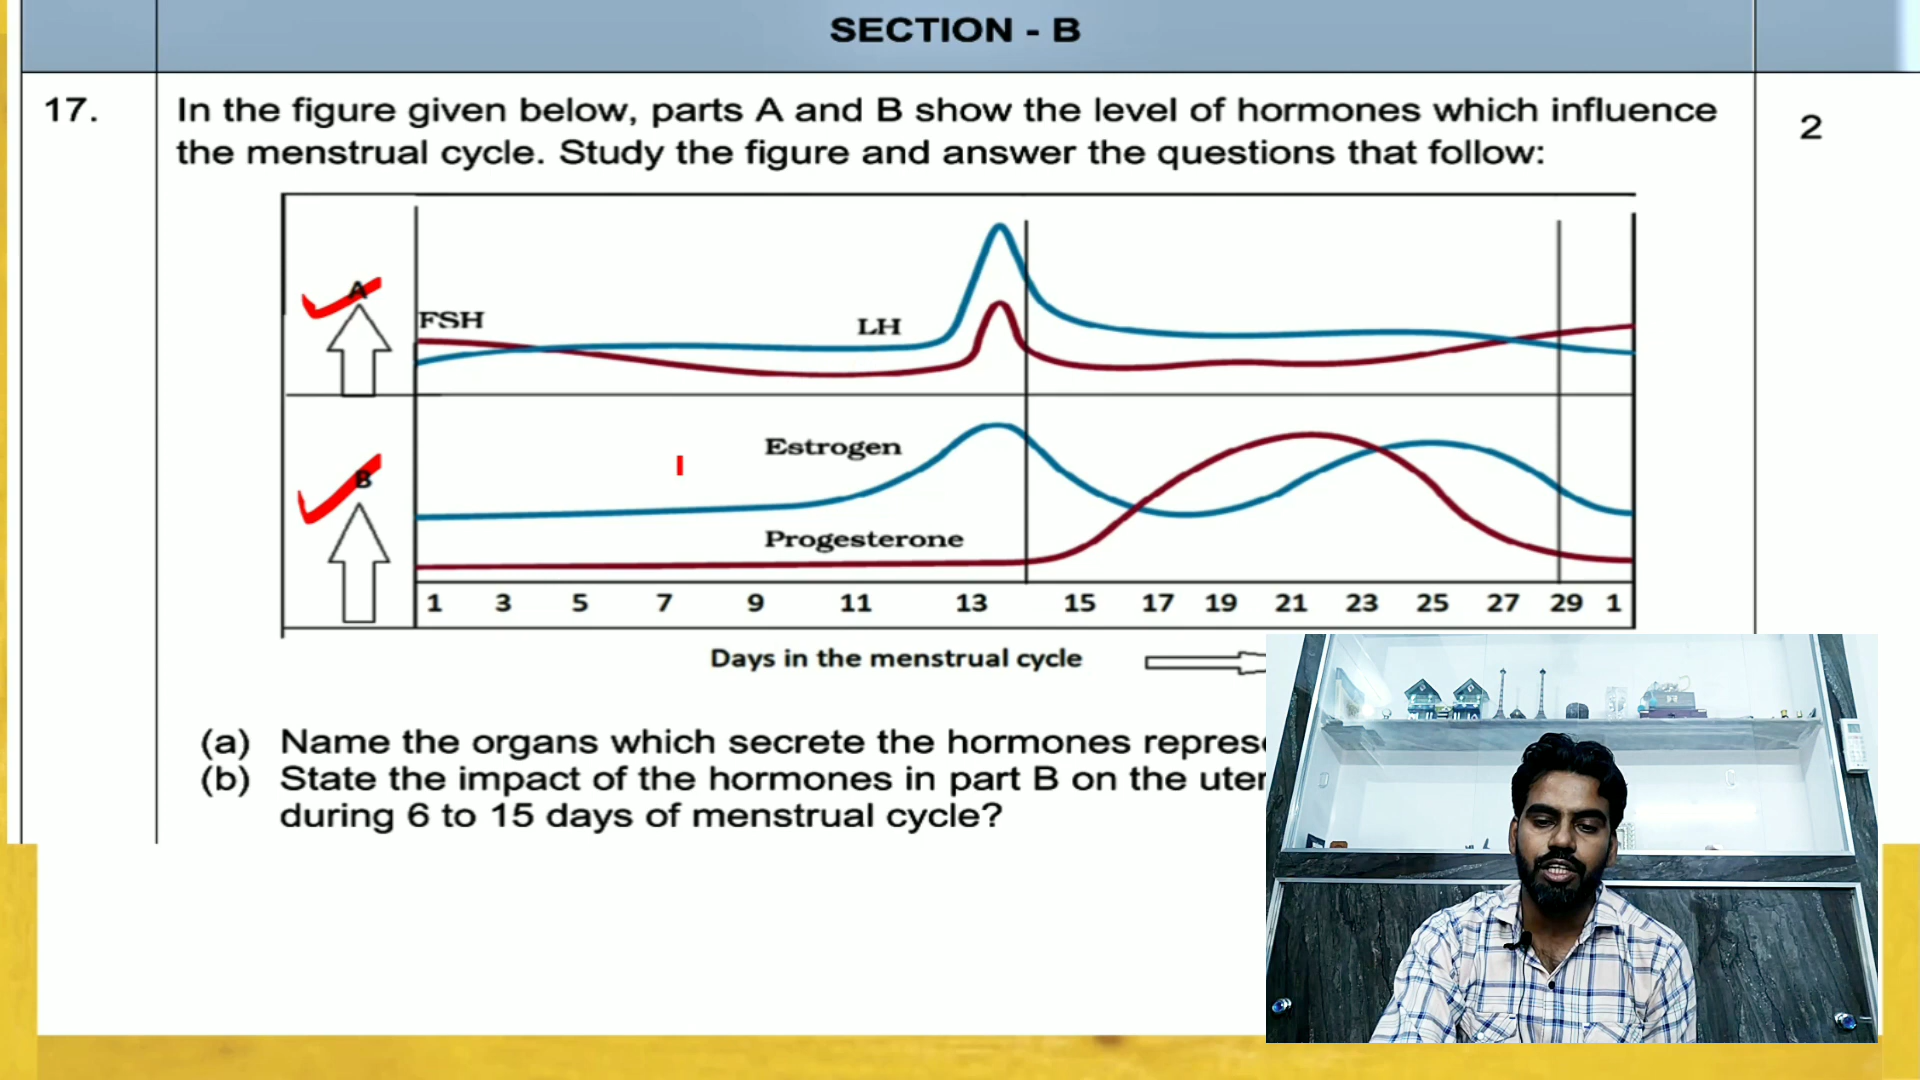 SECTION - B
17.
In the figure given below, parts A and B show the level of hormones which influence
2
the menstrual cycle. Study the figure and answer the questions that follow:
A
FSH
LH
B
Estrogen
Progesterone
1 3 5 7 9 11 13 15 17 19 21 23 25 27 29 1
Days in the menstrual cycle
(a) Name the organs which secrete the hormones
(b) State the impact of the hormones in part B on the
during 6 to 15 days of menstrual cycle?